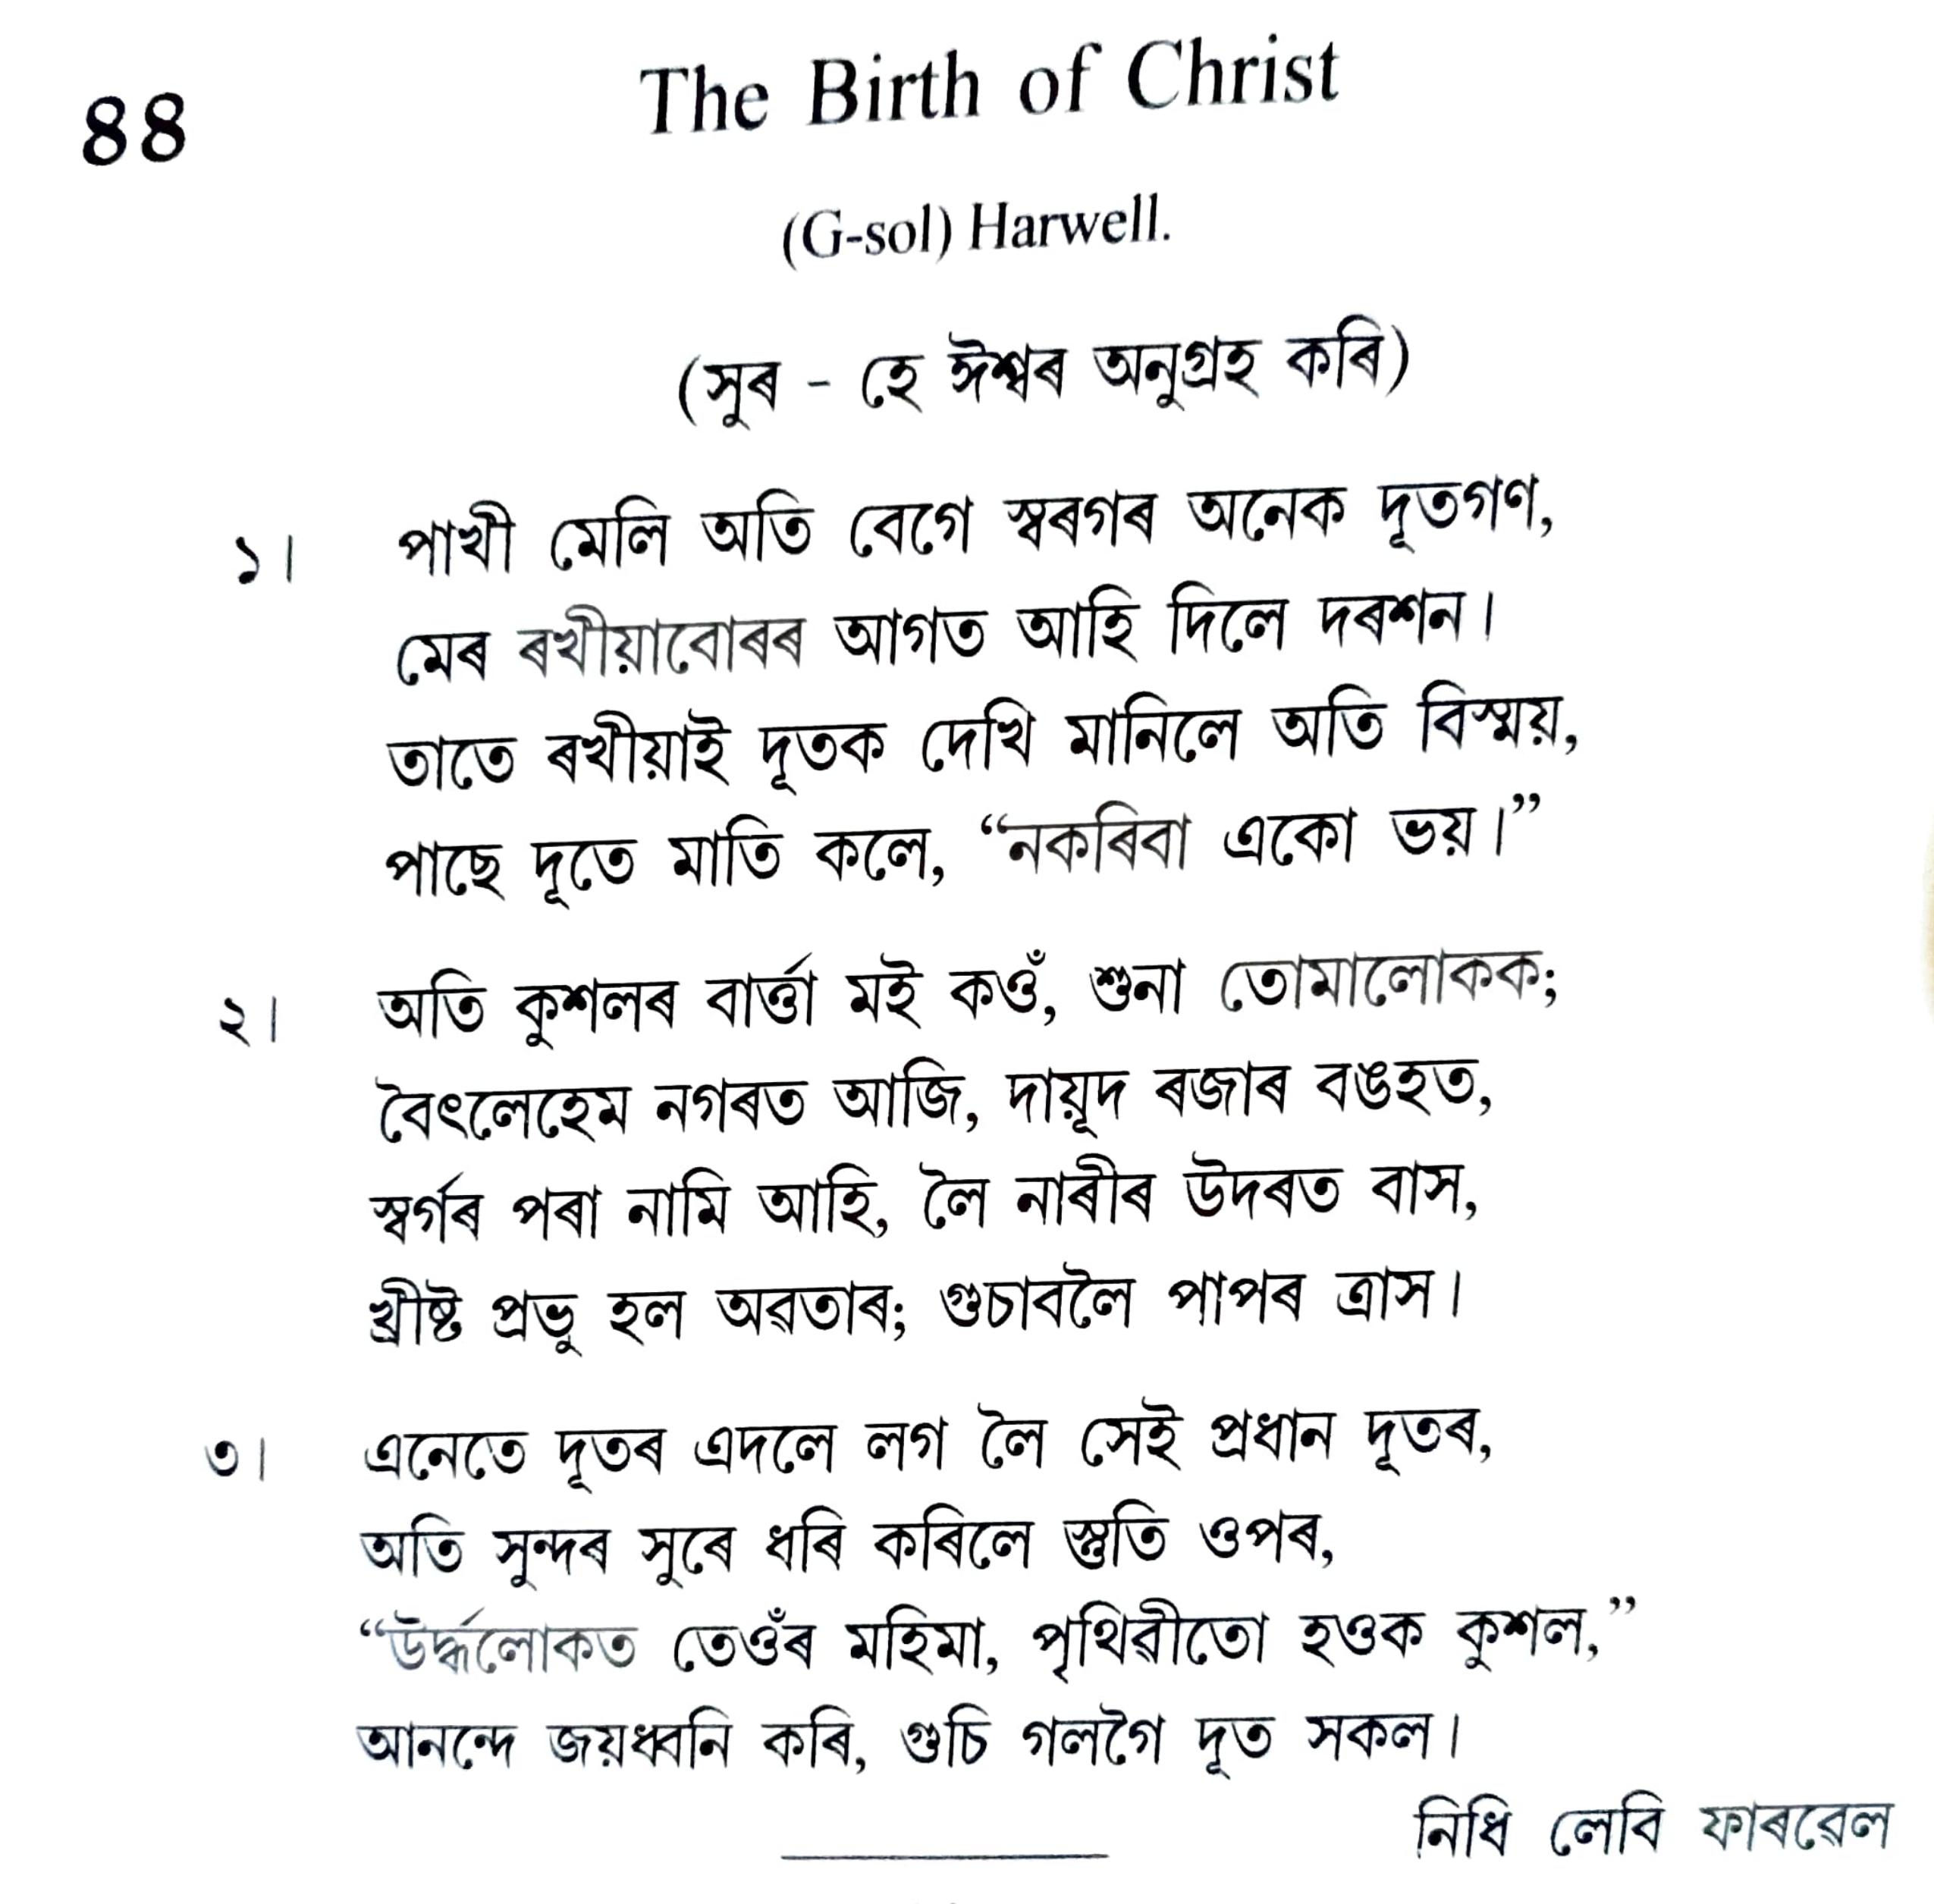 88
The Birth of Christ
(G-sol) Harwell.
(সুৰ - হে ঈশ্বৰ অনুগ্ৰহ কৰি)
১। পাখী মেলি অতি বেগে স্বৰগৰ অনেক দূতগণ,
মেৰ ৰখীয়াবোৰৰ আগত আহি দিলে দৰশন।
তাতে ৰখীয়াই দূতক দেখি মানিলে অতি বিস্ময়,
পাছে দূতে মাতি কলে, “নকৰিবা একো ভয়।”
২। অতি কুশলৰ বাৰ্ত্তা মই কওঁ, শুনা তোমালোকক;
বৈৎলেহেম নগৰত আজি, দায়ূদ ৰজাৰ বঙহত,
স্বৰ্গৰ পৰা নামি আহি, লৈ নাৰীৰ উদৰত বাস,
খ্ৰীষ্ট প্ৰভু হল অৱতাৰ; গুচাবলৈ পাপৰ ত্ৰাস।
৩। এনেতে দূতৰ এদলে লগ লৈ সেই প্ৰধান দূতৰ,
অতি সুন্দৰ সুৰে ধৰি কৰিলে স্তুতি ওপৰ,
“উৰ্দ্ধলোকত তেওঁৰ মহিমা, পৃথিৱীতো হওক কুশল,”
আনন্দে জয়ধ্বনি কৰি, গুচি গলগৈ দূত সকল।
নিধি লেবি ফাৰৱেল